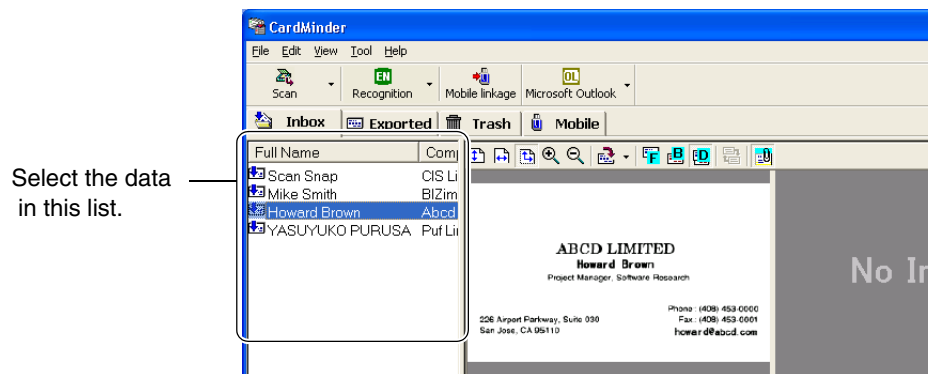 CardMinder
File Edit View Tool Help
EN OL
Scan Recognition Mobile linkage Microsoft Outlook
Inbox Exported Trash Mobile
Full Name Com
F B D
Select the data
in this list.
Scan Snap CIS Li
Mike Smith BIZim
Howard Brown Abcd
YASUYUKO PURUSA Puf Lir
ABCD LIMITED
Howard Brown
Project Manager, Software Research
226 Airport Parkway, Suite 030
San Jose, CA 95110
Phone : (408) 453-0000
Fax : (408) 453-0001
howard@abcd.com
No In